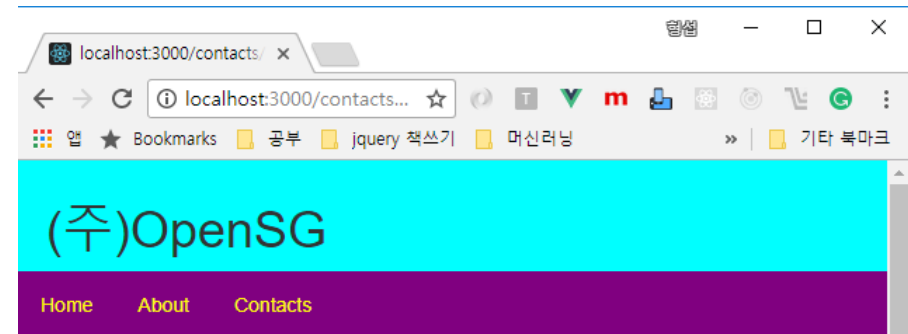 형섭
localhost:3000/contacts/
localhost:3000/contacts...
T
m
G
앱 Bookmarks 공부 jquery 책쓰기 머신러닝 » 기타 북마크
(주)OpenSG
Home About Contacts